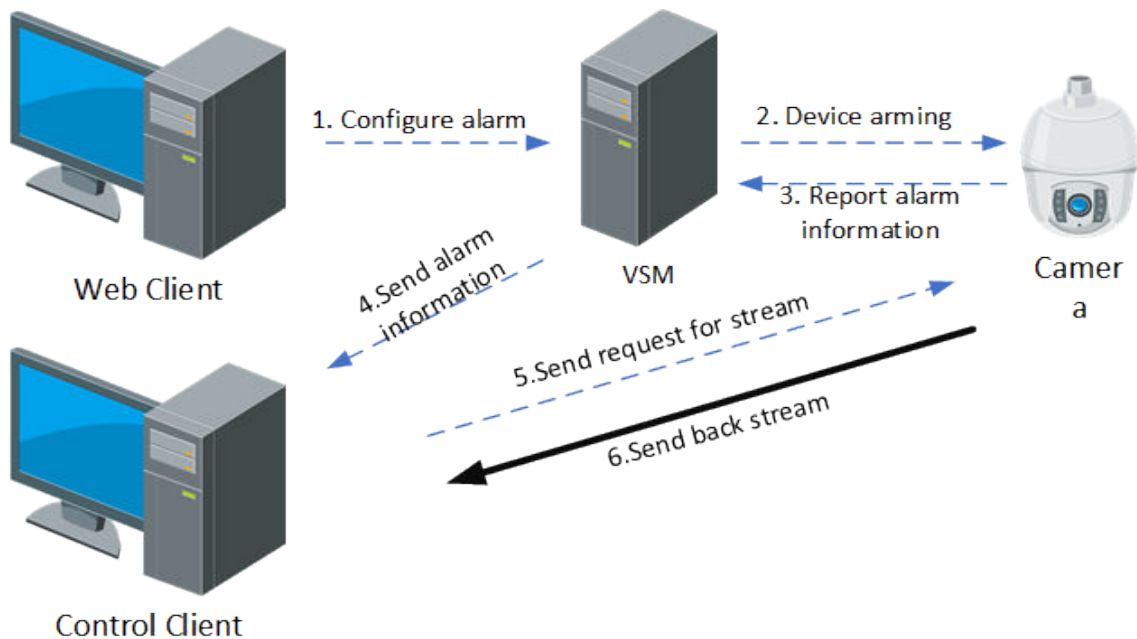 1. Configure alarm
2. Device arming
3. Report alarm
information
Web Client
VSM
Camer
a
4.Send alarm
information
5.Send request for stream
6.Send back stream
Control Client